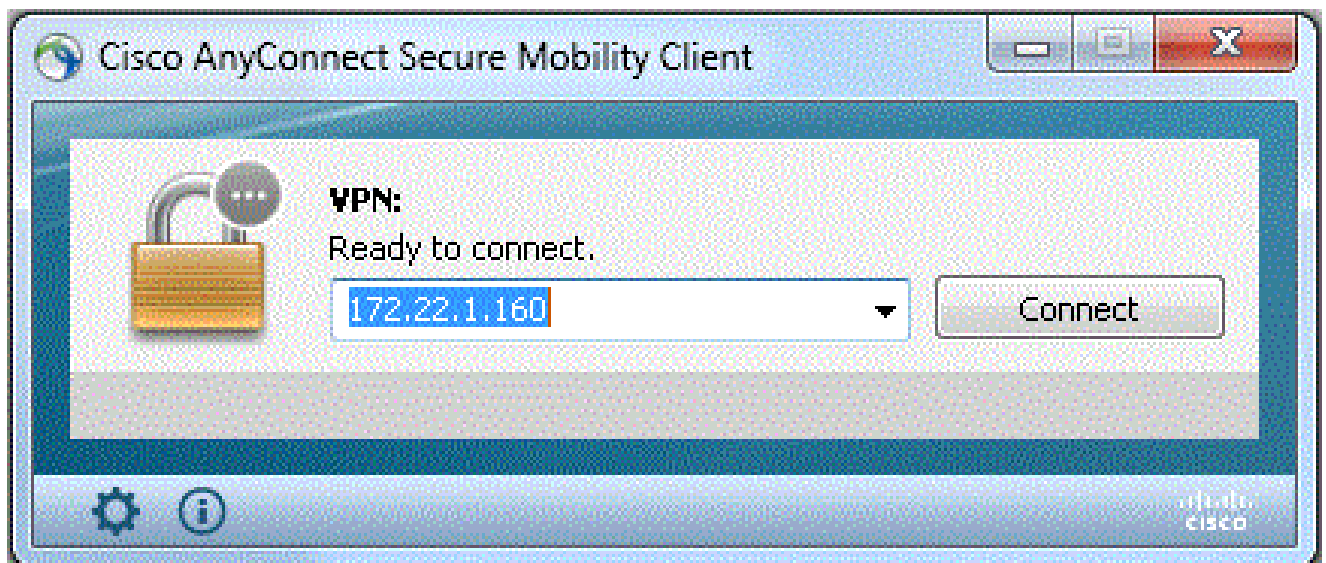 Cisco AnyConnect Secure Mobility Client
VPN:
Ready to connect.
172.22.1.160
Connect
cisco